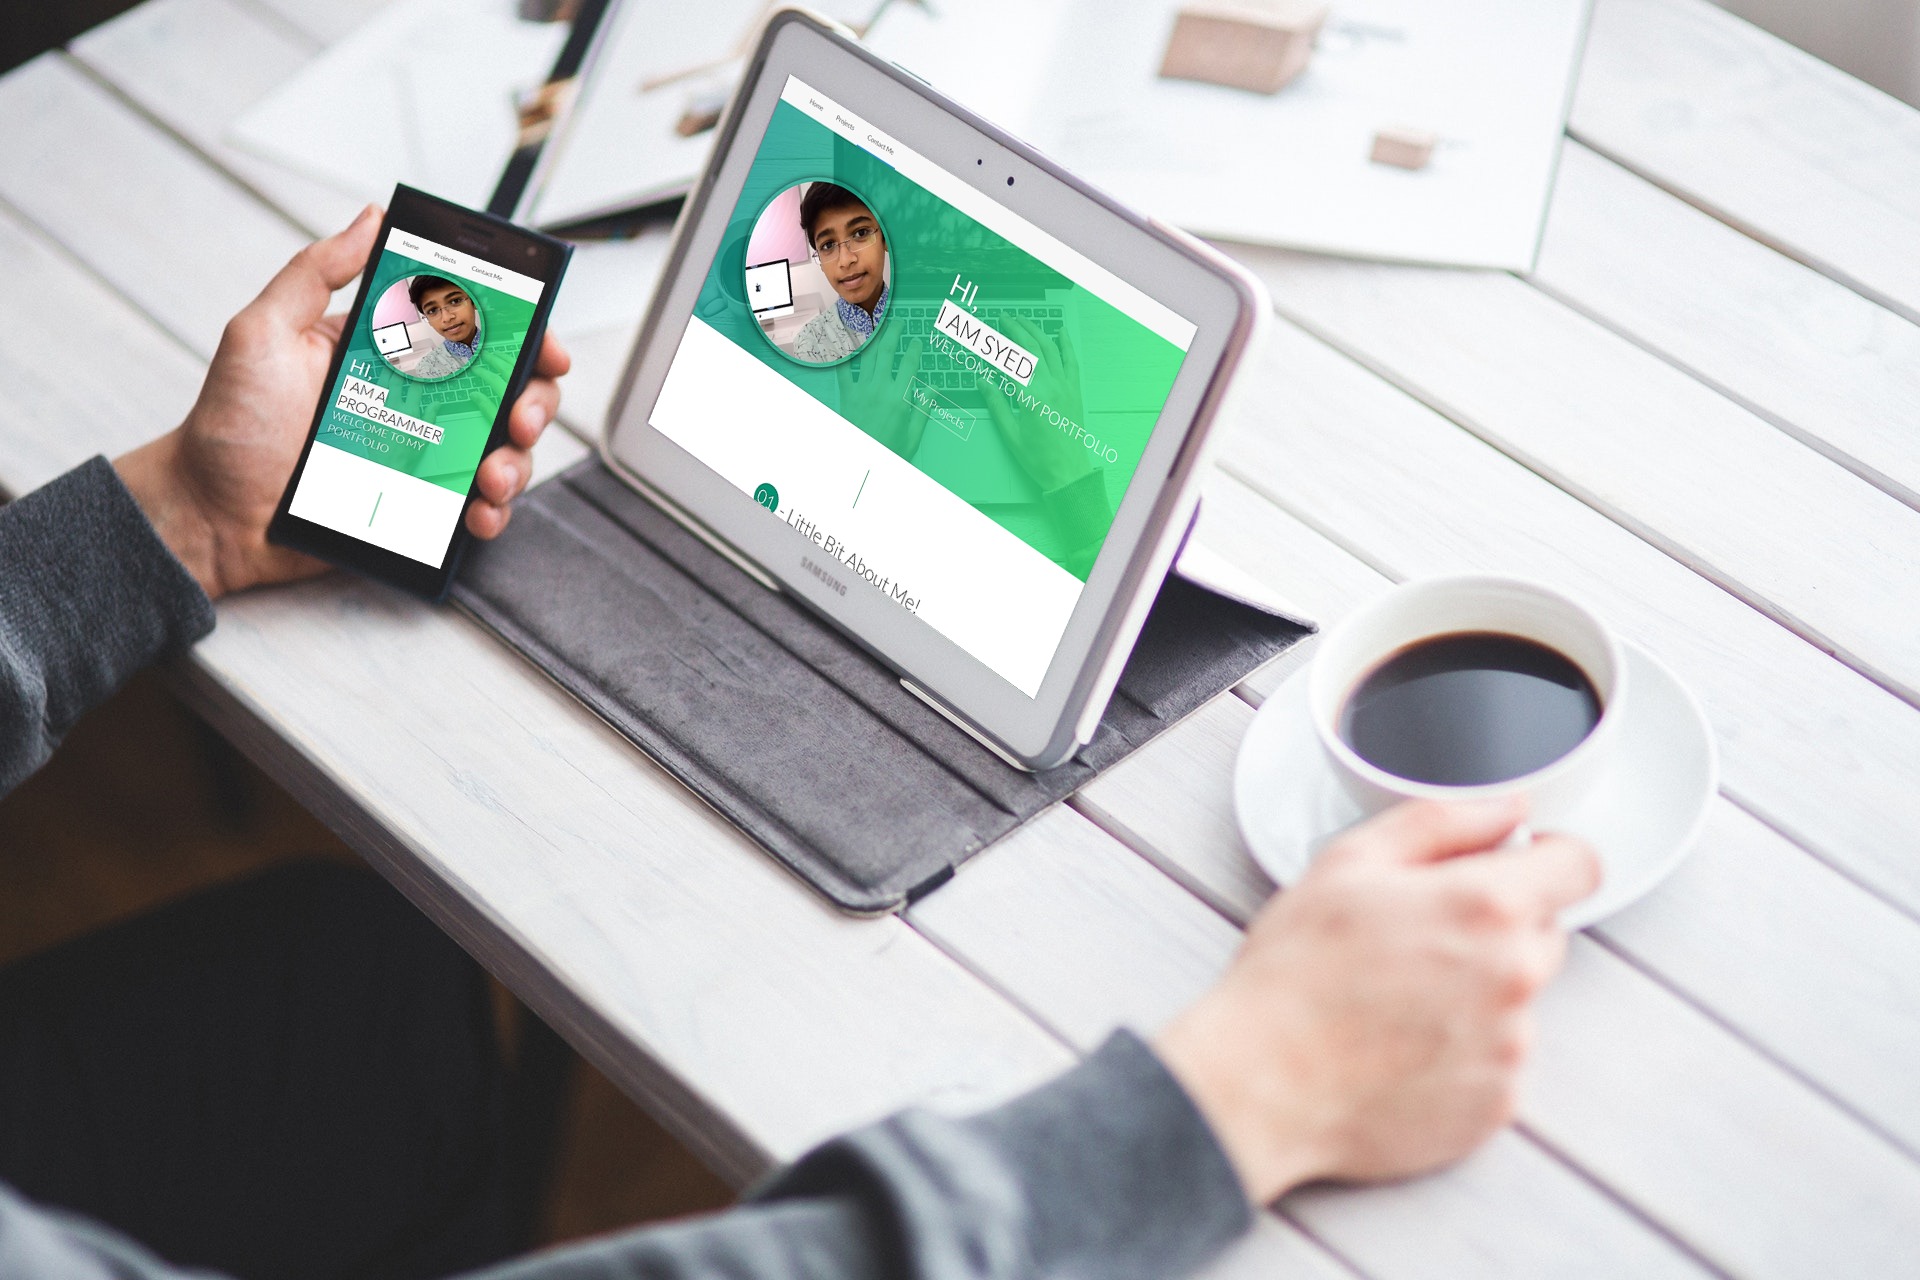 Home
Projects
Contact Me
HI,
I AM A
PROGRAMMER
WELCOME TO MY
PORTFOLIO
Home
Projects
Contact Me
HI,
I AM SYED
WELCOME TO MY PORTFOLIO
My Projects
01 - Little Bit About Me!
SAMSUNG